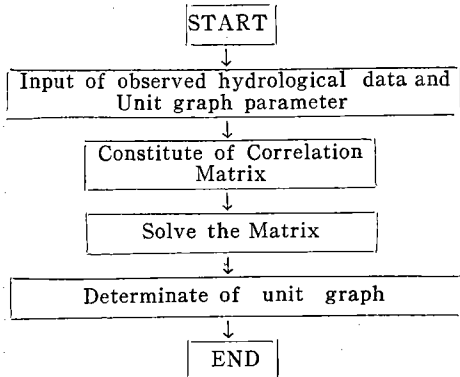 START
Input of observed hydrological data and
Unit graph parameter
Constitute of Correlation
Matrix
Solve the Matrix
Determinate of unit graph
END